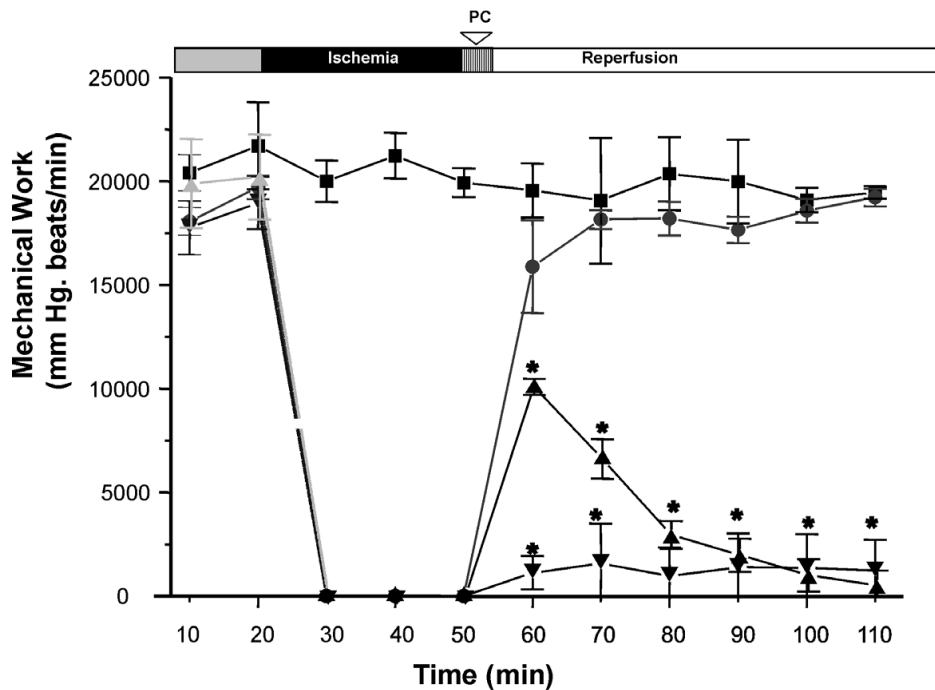 PC
Ischemia
Reperfusion
25000
20000
15000
10000
5000
0
Mechanical Work
(mm Hg. beats/min)
*
*
*
*
*
*
*
*
10 20 30 40 50 60 70 80 90 100 110
Time (min)